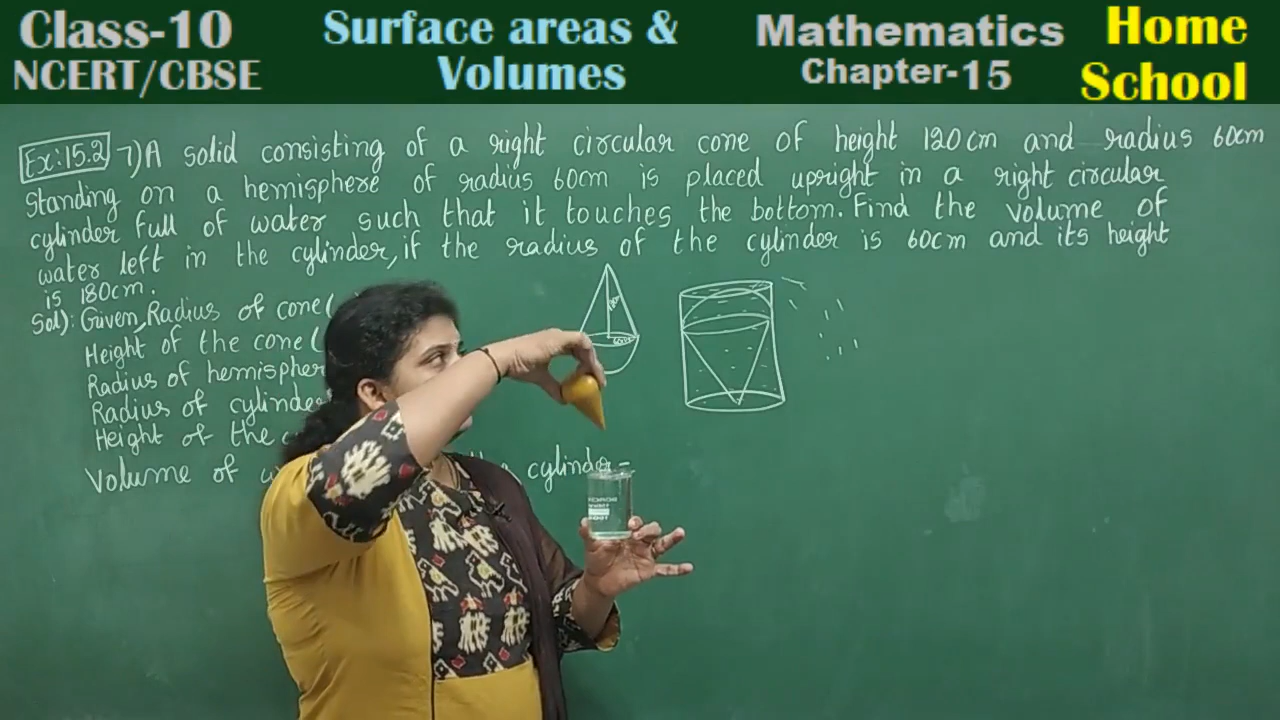 Class-10
NCERT/CBSE
Surface areas &
Volumes
Mathematics
Chapter-15
Home
School
Ex:15.2 7) A solid consisting of a right circular cone of height 120cm and radius 60cm
standing on a hemisphere of radius 60cm is placed upright in a right circular
cylinder full of water such that it touches the bottom. Find the volume of
water left in the cylinder, if the radius of the cylinder is 60cm and its height
is 180cm.
Sol): Given, Radius of cone (
Height of the cone (
Radius of hemispher
Radius of cylinder
Height of the c
Volume of w
cylinder =